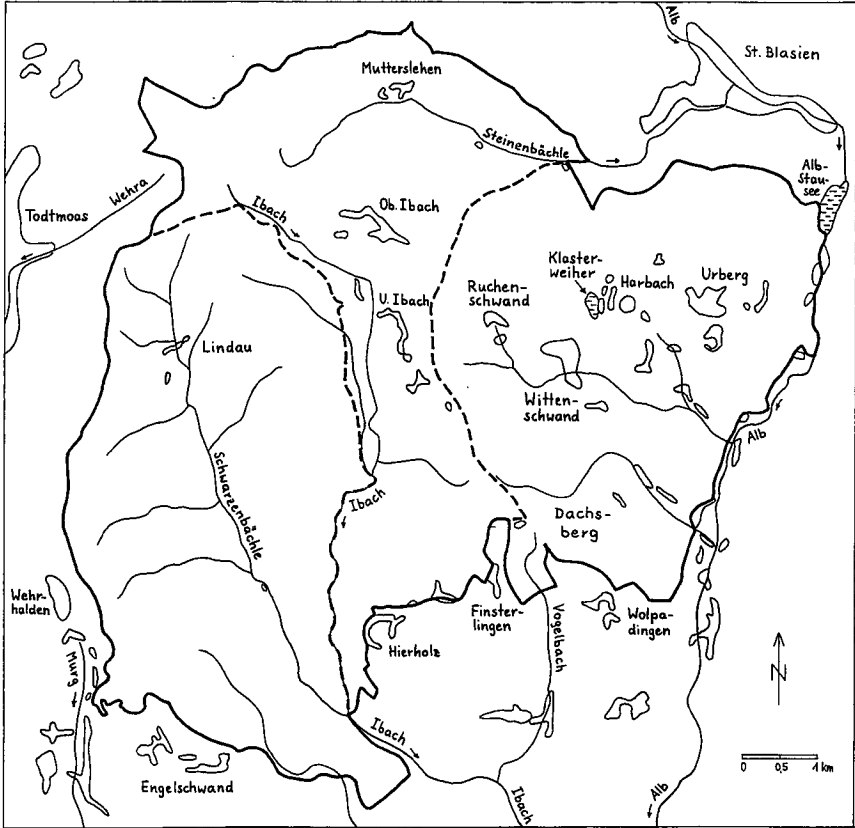 Alb
St. Blasien
Mutterslehen
Steinenbächle
Alb-
Stau-
see
Wehra
Todtmoos
Ibach
Ob. Ibach
Kloster-
weiher
Horbach
Urberg
Ruchen-
schwand
U. Ibach
Lindau
Witten-
schwand
Alb
Schwarzenbächle
Ibach
Dachs-
berg
Wehr-
halden
Finster-
lingen
Wolpa-
dingen
Vogelbach
Hierholz
Murg
N
Ibach
Engelschwand
0 0,5 1 km
Ibach
Alb